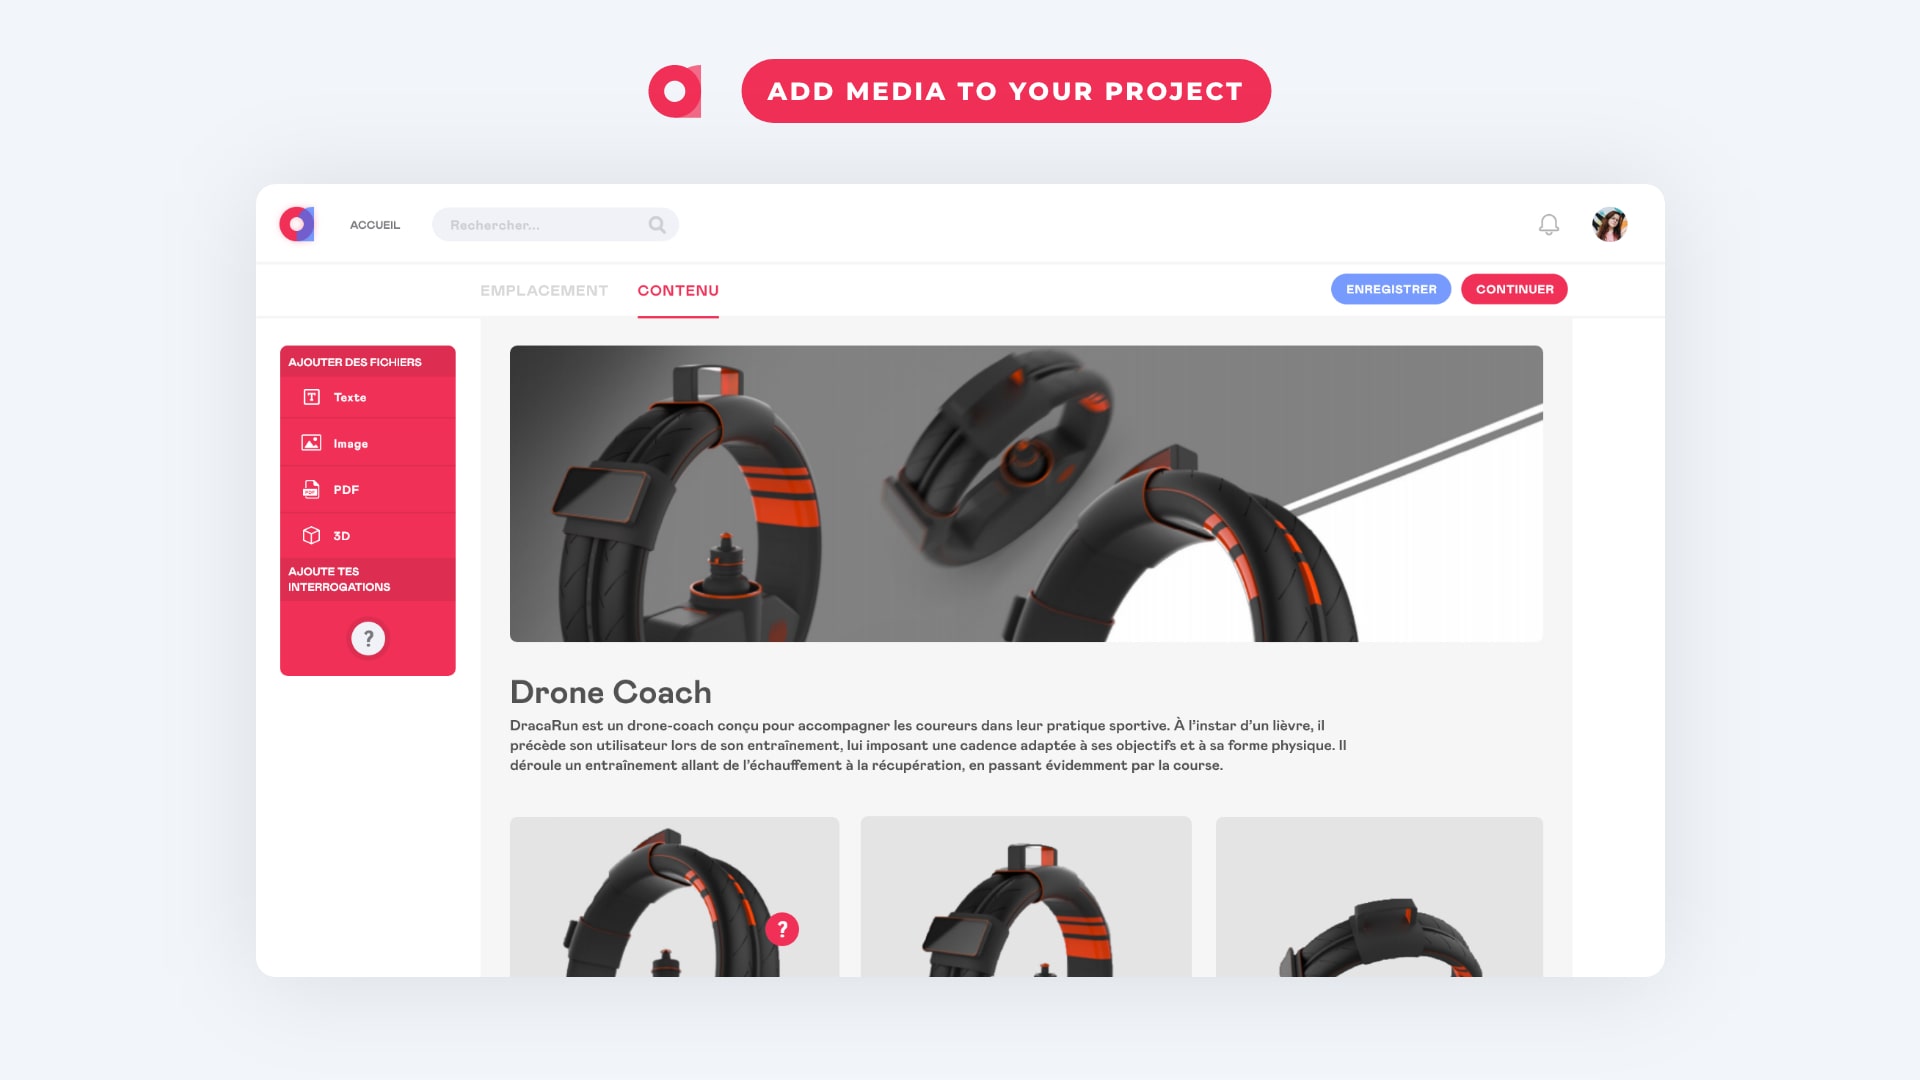 ADD MEDIA TO YOUR PROJECT
ACCUEIL
Rechercher...
EMPLACEMENT
CONTENU
ENREGISTRER
CONTINUER
AJOUTER DES FICHIERS
Texte
Image
PDF
3D
AJOUTE TES
INTERROGATIONS
?
Drone Coach
DracaRun est un drone-coach conçu pour accompagner les coureurs dans leur pratique sportive. À l’instar d’un lièvre, il
précède son utilisateur lors de son entraînement, lui imposant une cadence adaptée à ses objectifs et à sa forme physique. Il
déroule un entraînement allant de l’échauffement à la récupération, en passant évidemment par la course.
?